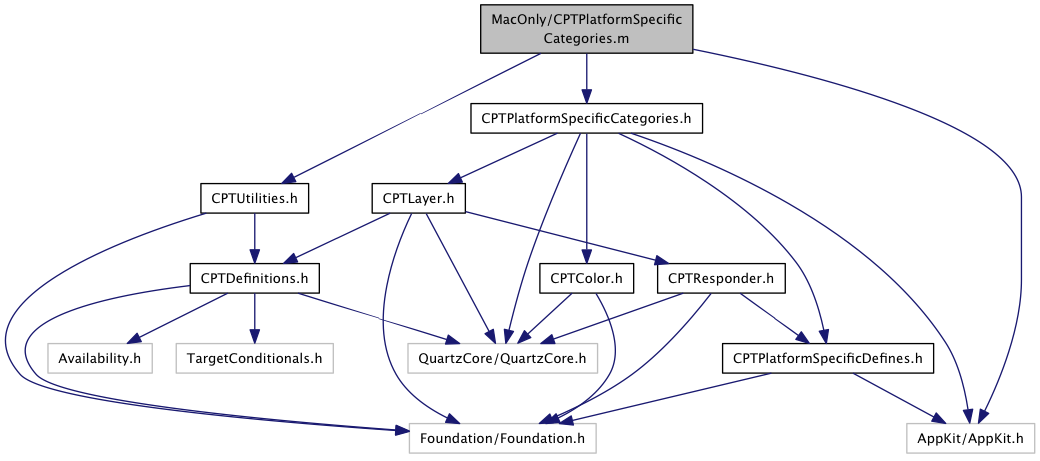 MacOnly/CPTPlatformSpecific
Categories.m
CPTPlatformSpecificCategories.h
CPTUtilities.h
CPTLayer.h
CPTDefinitions.h
CPTColor.h
CPTResponder.h
Availability.h
TargetConditionals.h
QuartzCore/QuartzCore.h
CPTPlatformSpecificDefines.h
Foundation/Foundation.h
AppKit/AppKit.h